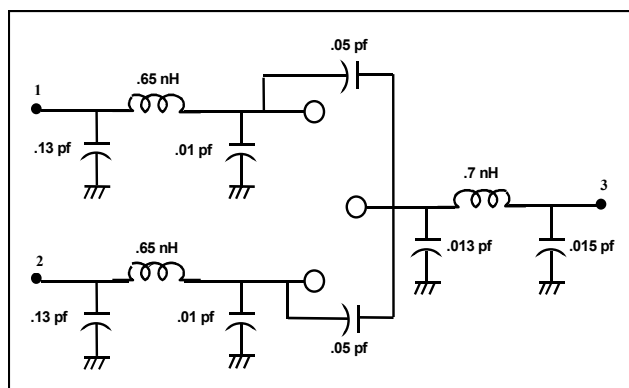 .05 pf
.65 nH
1
.13 pf
.01 pf
.7 nH
3
.013 pf
.015 pf
.65 nH
2
.13 pf
.01 pf
.05 pf